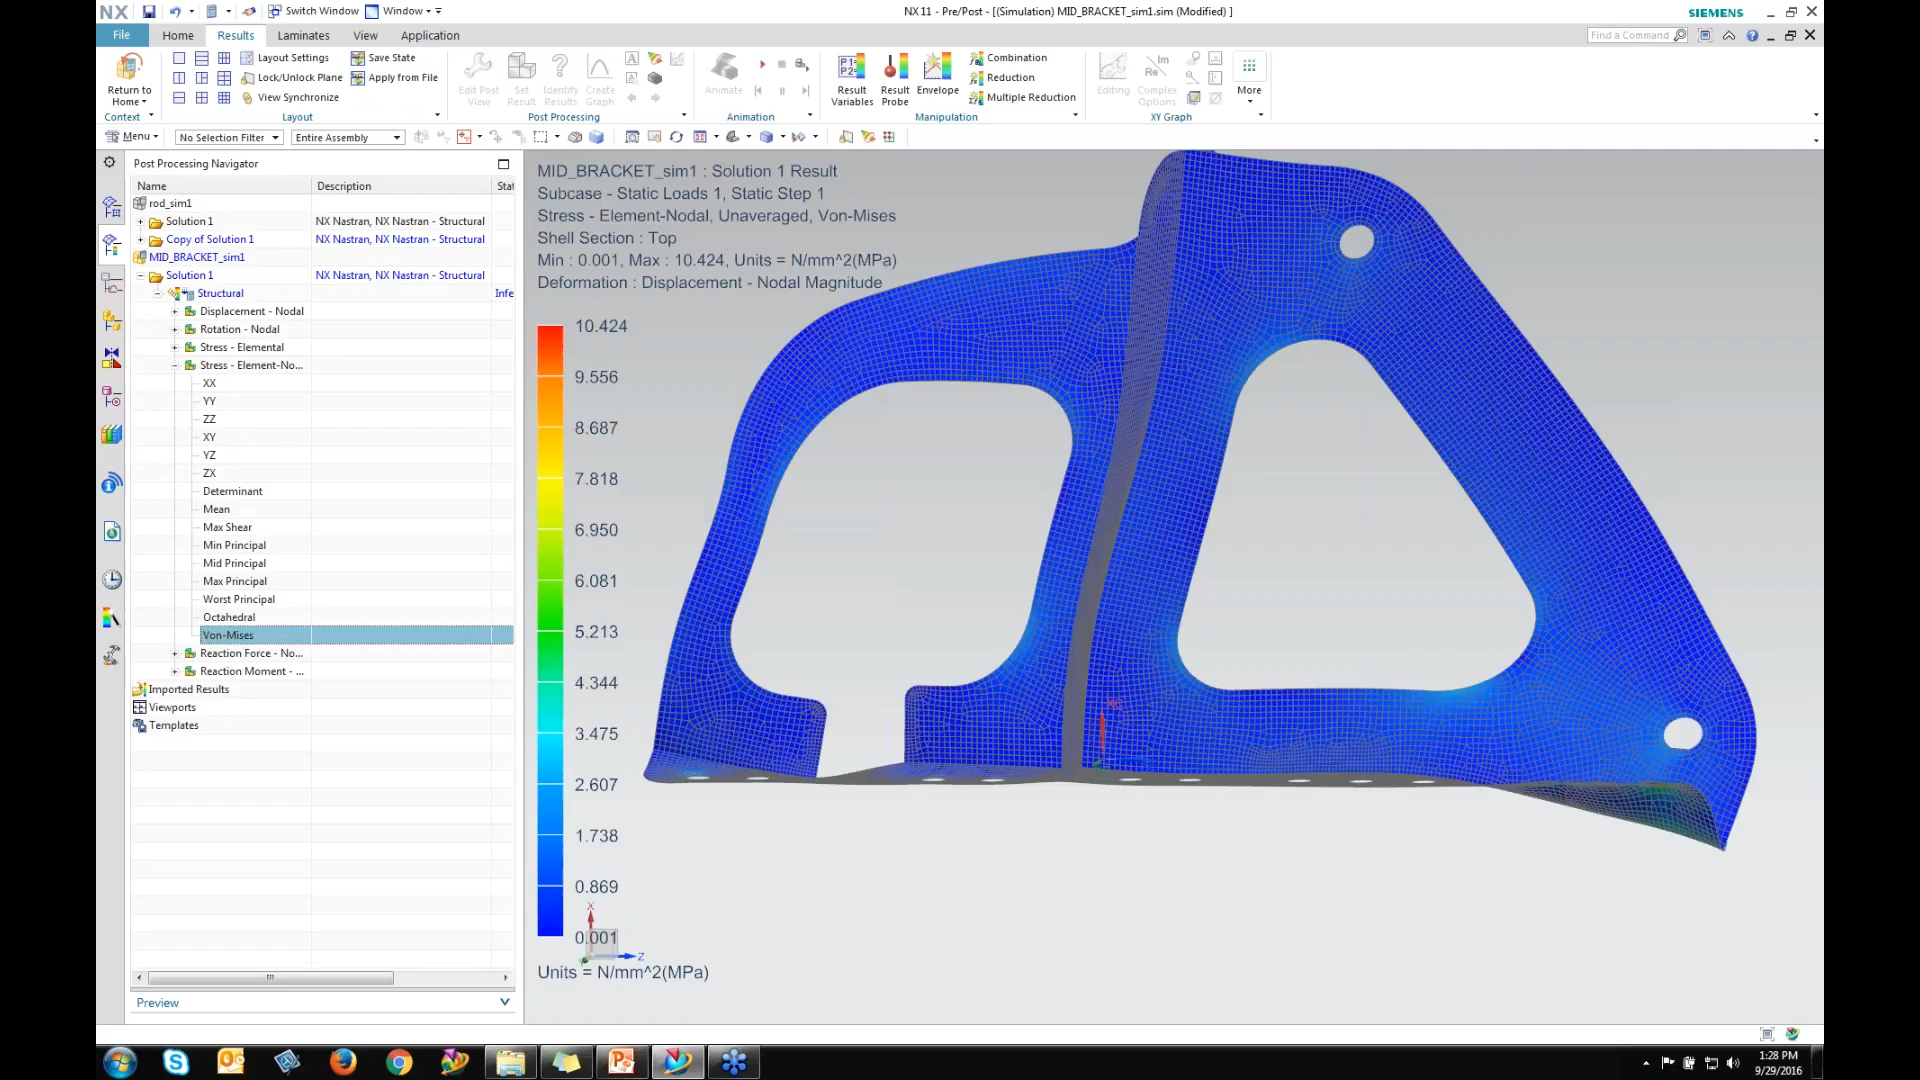 NX Switch Window Window NX 11 - Pre/Post - [(Simulation) MID_BRACKET_sim1.sim (Modified) ] SIEMENS
File Home Results Laminates View Application Find a Command
Return to Home
Context
Layout Settings
Lock/Unlock Plane
View Synchronize
Save State
Apply from File
Layout
Edit Post View
Set Result
Identify Results
Create Graph
Post Processing
Animate
Animation
Result Variables
Result Probe
Envelope
Combination
Reduction
Multiple Reduction
Manipulation
Editing
Complex Options
XY Graph
More
Menu No Selection Filter Entire Assembly
Post Processing Navigator
Name Description Stat
rod_sim1
Solution 1 NX Nastran, NX Nastran - Structural
Copy of Solution 1 NX Nastran, NX Nastran - Structural
MID_BRACKET_sim1
Solution 1 NX Nastran, NX Nastran - Structural
Structural Infe
Displacement - Nodal
Rotation - Nodal
Stress - Elemental
Stress - Element-No...
XX
YY
ZZ
XY
YZ
ZX
Determinant
Mean
Max Shear
Min Principal
Mid Principal
Max Principal
Worst Principal
Octahedral
Von-Mises
Reaction Force - No...
Reaction Moment - ...
Imported Results
Viewports
Templates
Preview
MID_BRACKET_sim1 : Solution 1 Result
Subcase - Static Loads 1, Static Step 1
Stress - Element-Nodal, Unaveraged, Von-Mises
Shell Section : Top
Min : 0.001, Max : 10.424, Units = N/mm^2(MPa)
Deformation : Displacement - Nodal Magnitude
10.424
9.556
8.687
7.818
6.950
6.081
5.213
4.344
3.475
2.607
1.738
0.869
0.001
X
Z
Units = N/mm^2(MPa)
1:28 PM
9/29/2016